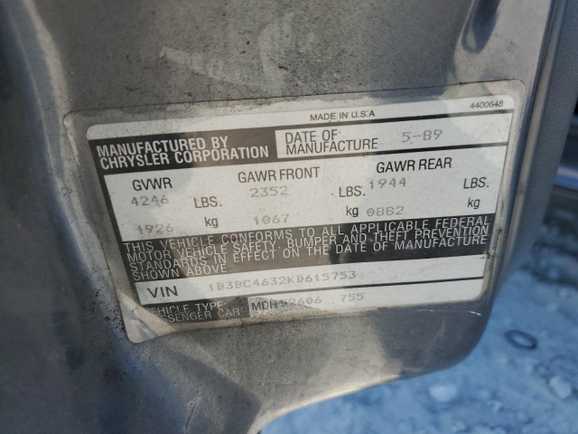 MADE IN U.S.A 4400648
MANUFACTURED BY CHRYSLER CORPORATION
DATE OF MANUFACTURE 5-89
GVWR GAWR FRONT GAWR REAR
4246 LBS. 2352 LBS. 1944 LBS.
1926 kg 1067 kg 0882 kg
THIS VEHICLE CONFORMS TO ALL APPLICABLE FEDERAL
MOTOR VEHICLE SAFETY, BUMPER AND THEFT PREVENTION
STANDARDS IN EFFECT ON THE DATE OF MANUFACTURE
SHOWN ABOVE.
VIN 1B3BC4632KD615753
VEHICLE TYPE
SENGER CAR 755